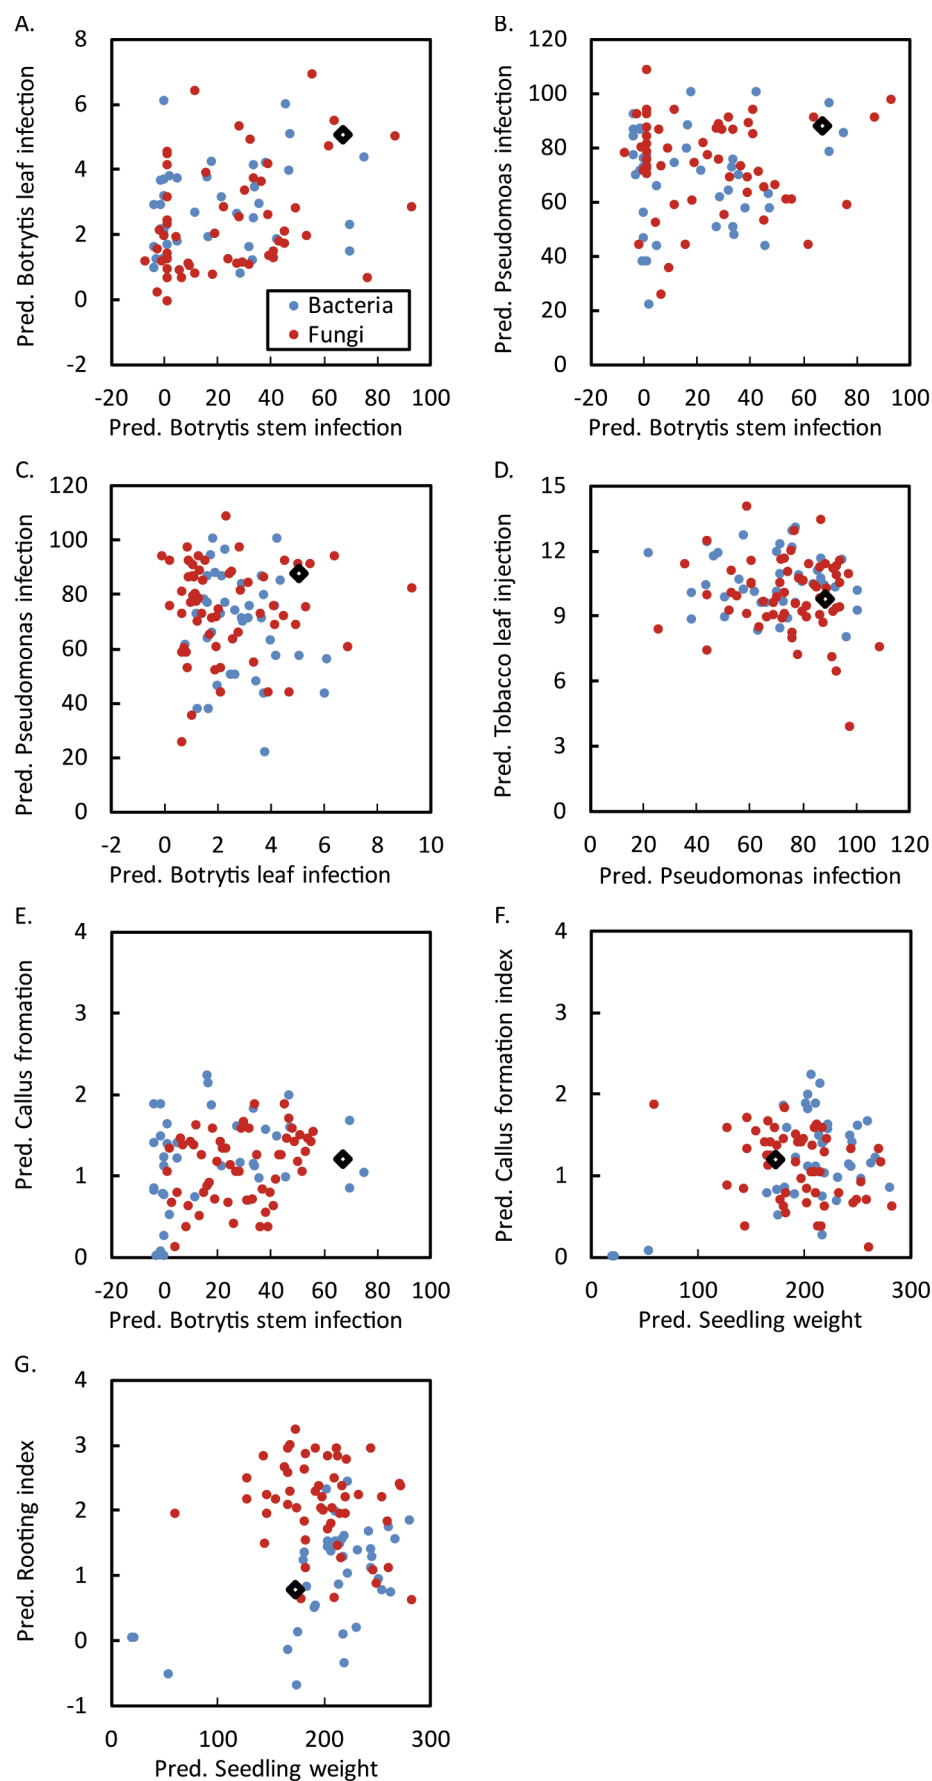 A.
Pred. Botrytis leaf infection
8
6
4
2
0
-2
Bacteria
Fungi
-20 0 20 40 60 80 100
Pred. Botrytis stem infection
B.
Pred. Pseudomoas infection
120
100
80
60
40
20
0
-20 0 20 40 60 80 100
Pred. Botrytis stem infection
C.
Pred. Pseudomonas infection
120
100
80
60
40
20
0
-2 0 2 4 6 8 10
Pred. Botrytis leaf infection
D.
Pred. Tobacco leaf injection
15
12
9
6
3
0
0 20 40 60 80 100 120
Pred. Pseudomonas infection
E.
Pred. Callus fromation
4
3
2
1
0
-20 0 20 40 60 80 100
Pred. Botrytis stem infection
F.
Pred. Callus formation index
4
3
2
1
0
0 100 200 300
Pred. Seedling weight
G.
Pred. Rooting index
4
3
2
1
0
-1
0 100 200 300
Pred. Seedling weight